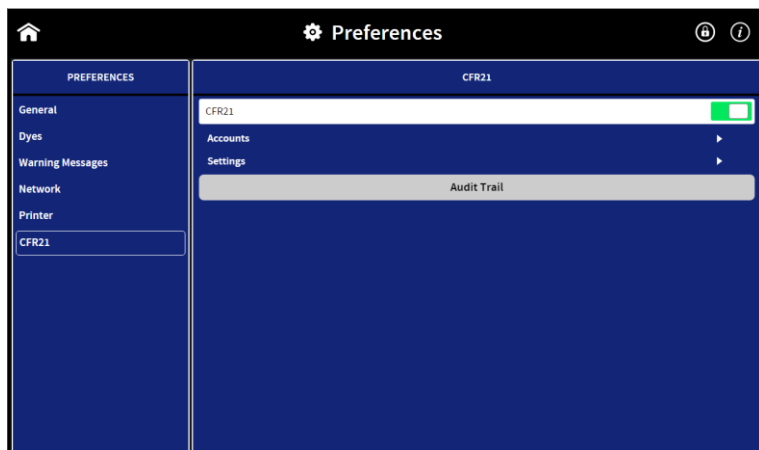 Preferences
PREFERENCES
General
Dyes
Warning Messages
Network
Printer
CFR21
CFR21
CFR21
Accounts
Settings
Audit Trail